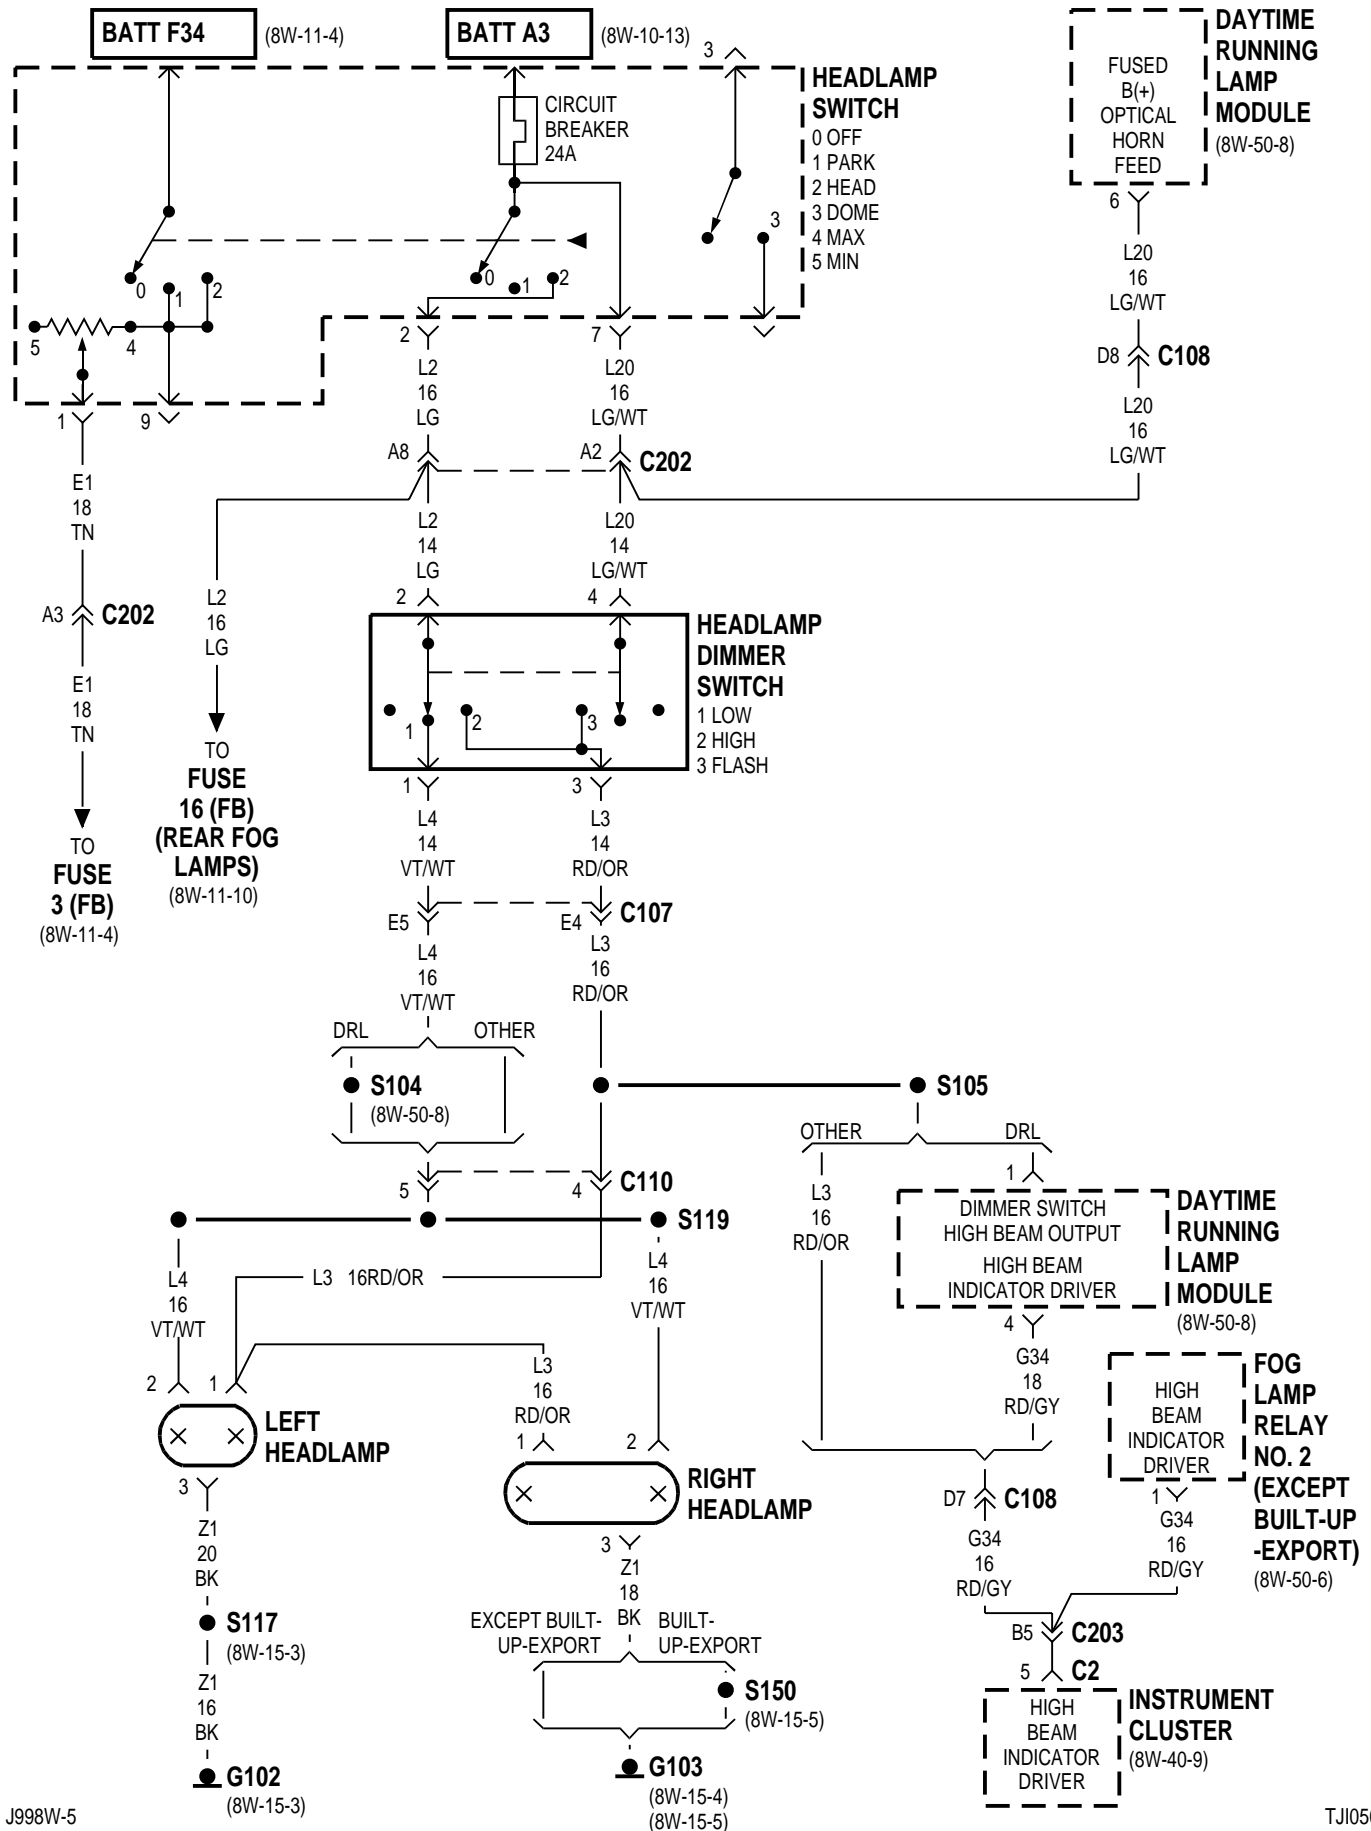 BATT F34
(8W-11-4)
BATT A3
(8W-10-13)
3
DAYTIME
RUNNING
LAMP
MODULE
(8W-50-8)
FUSED
B(+)
OPTICAL
HORN
FEED
6
HEADLAMP
SWITCH
0 OFF
1 PARK
2 HEAD
3 DOME
4 MAX
5 MIN
CIRCUIT
BREAKER
24A
3
0
1
2
0
1
2
5
4
1
9
2
7
L2
16
LG
L20
16
LG/WT
L20
16
LG/WT
D8
C108
L20
16
LG/WT
A8
A2
C202
E1
18
TN
L2
14
LG
L20
14
LG/WT
A3
C202
E1
18
TN
L2
16
LG
2
4
HEADLAMP
DIMMER
SWITCH
1 LOW
2 HIGH
3 FLASH
1
2
3
TO
FUSE
16 (FB)
(REAR FOG
LAMPS)
(8W-11-10)
TO
FUSE
3 (FB)
(8W-11-4)
1
3
L4
14
VT/WT
L3
14
RD/OR
E5
E4
C107
L4
16
VT/WT
L3
16
RD/OR
DRL
OTHER
S104
(8W-50-8)
S105
OTHER
DRL
5
4
C110
1
L3
16
RD/OR
DIMMER SWITCH
HIGH BEAM OUTPUT
HIGH BEAM
INDICATOR DRIVER
DAYTIME
RUNNING
LAMP
MODULE
(8W-50-8)
4
S119
L4
16
VT/WT
L3 16RD/OR
L4
16
VT/WT
G34
18
RD/GY
HIGH
BEAM
INDICATOR
DRIVER
FOG
LAMP
RELAY
NO. 2
(EXCEPT
BUILT-UP
-EXPORT)
(8W-50-6)
2
1
L3
16
RD/OR
LEFT
HEADLAMP
1
2
RIGHT
HEADLAMP
3
Z1
20
BK
3
Z1
18
BK
D7
C108
1
G34
16
RD/GY
G34
16
RD/GY
S117
(8W-15-3)
EXCEPT BUILT-
UP-EXPORT
BUILT-
UP-EXPORT
B5
C203
5
C2
Z1
16
BK
S150
(8W-15-5)
HIGH
BEAM
INDICATOR
DRIVER
INSTRUMENT
CLUSTER
(8W-40-9)
G102
(8W-15-3)
G103
(8W-15-4)
(8W-15-5)
J998W-5